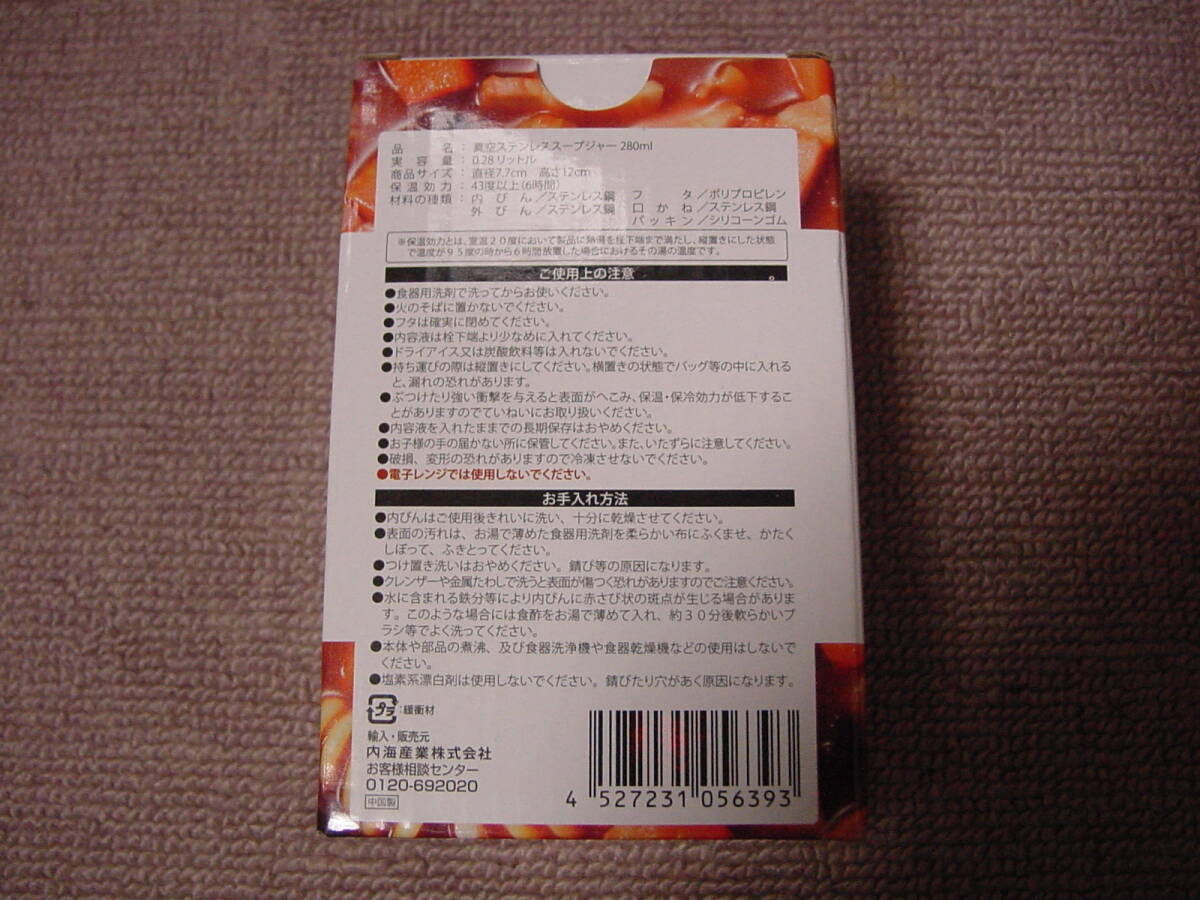 品名：真空ステンレススープジャー 280ml
実容量：0.28リットル
商品サイズ：直径7.7cm 高さ12cm
保温効力：43度以上(6時間)
材料の種類：内びん／ステンレス鋼 フタ／ポリプロピレン
外びん／ステンレス鋼 口かね／ステンレス鋼
パッキン／シリコーンゴム
※保温効力とは、室温20度において製品に熱湯を栓下端まで満たし、縦置きにした状態
で湯温が95度の時から6時間放置した場合におけるその湯の温度です。
ご使用上の注意
●食器用洗剤で洗ってからお使いください。
●火のそばに置かないでください。
●フタは確実に閉めてください。
●内容液は栓下端より少なめに入れてください。
●ドライアイス又は炭酸飲料等は入れないでください。
●持ち運びの際は縦置きにしてください。横置きの状態でバッグ等の中に入れる
と、漏れの恐れがあります。
●ぶつけたり強い衝撃を与えると表面がへこみ、保温・保冷効力が低下するこ
とがありますのでていねいにお取り扱いください。
●内容液を入れたままでの長期保存はおやめください。
●お子様の手の届かない所に保管してください。また、いたずらに注意してください。
●破損、変形の恐れがありますので冷凍させないでください。
●電子レンジでは使用しないでください。
お手入れ方法
●内びんはご使用後きれいに洗い、十分に乾燥させてください。
●表面の汚れは、お湯で薄めた食器用洗剤を柔らかい布にふくませ、かたく
しぼって、ふきとってください。
●つけ置き洗いはおやめください。錆び等の原因になります。
●クレンザーや金属たわしで洗うと表面が傷つく恐れがありますのでご注意ください。
●水に含まれる鉄分等により内びんに赤さび状の斑点が生じる場合がありま
す。このような場合には食酢をお湯で薄めて入れ、約30分後軟らかいブ
ラシ等でよく洗ってください。
●本体や部品の煮沸、及び食器洗浄機や食器乾燥機などの使用はしないで
ください。
●塩素系漂白剤は使用しないでください。錆びたり穴があく原因になります。
プラ：緩衝材
輸入・販売元
内海産業株式会社
お客様相談センター
0120-692020
中国製
4 527231 056393